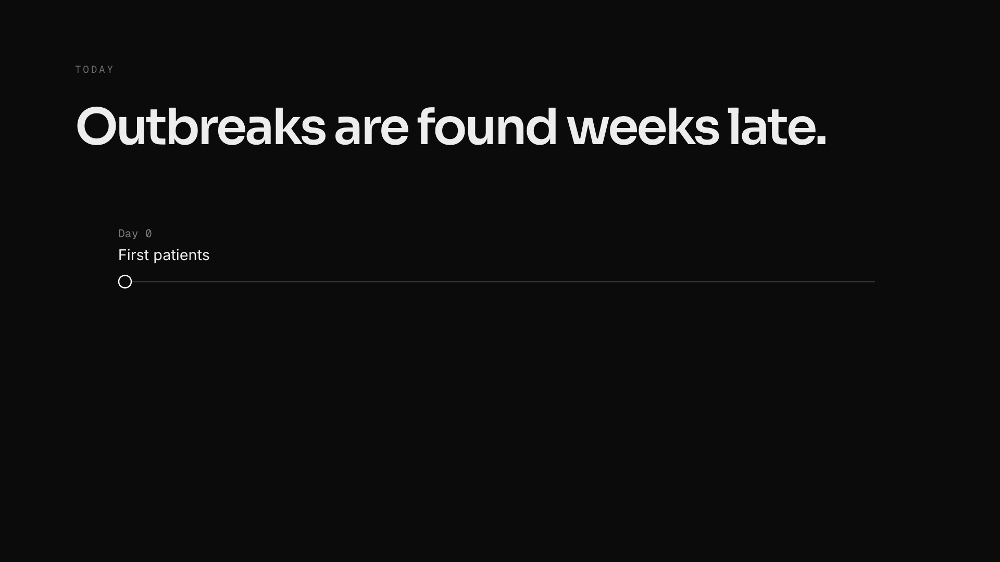 TODAY
Outbreaks are found weeks late.
Day 0
First patients